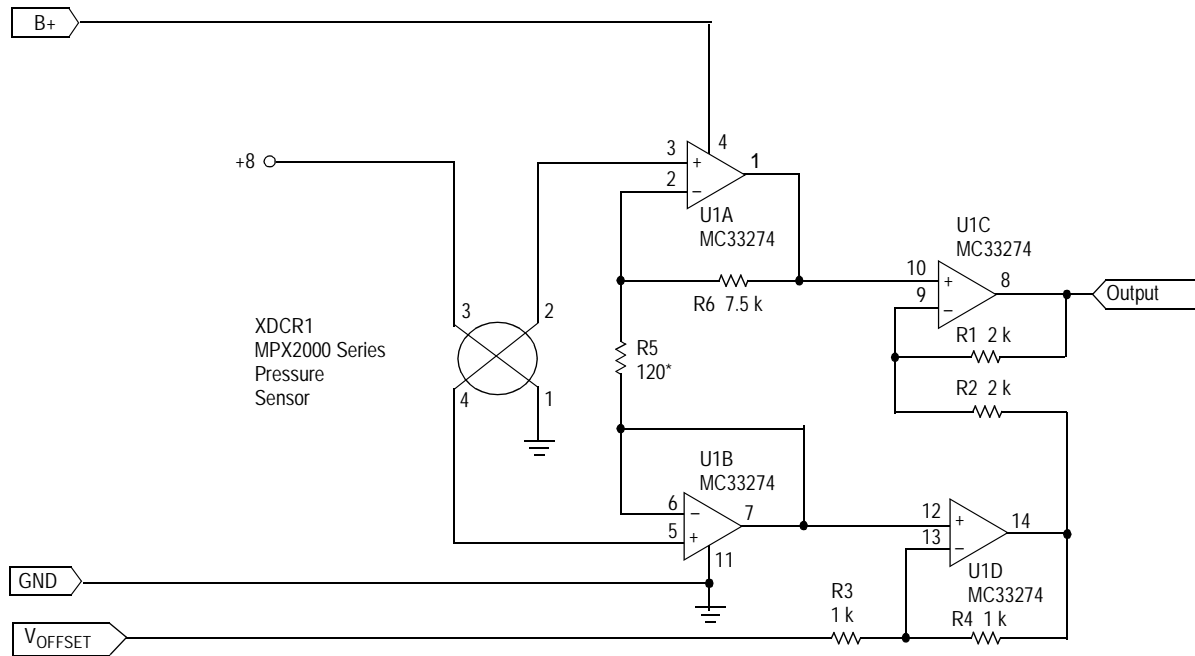 B+
4
3
+
1
+8
2
−
U1A
MC33274
U1C
MC33274
10
+
8
Output
9
−
R6 7.5 k
3
2
R1 2 k
XDCR1
MPX2000 Series
Pressure
Sensor
R5
120*
R2 2 k
4
1
U1B
MC33274
6
−
7
12
+
14
5
+
13
−
11
GND
U1D
MC33274
R3
1 k
R4 1 k
VOFFSET